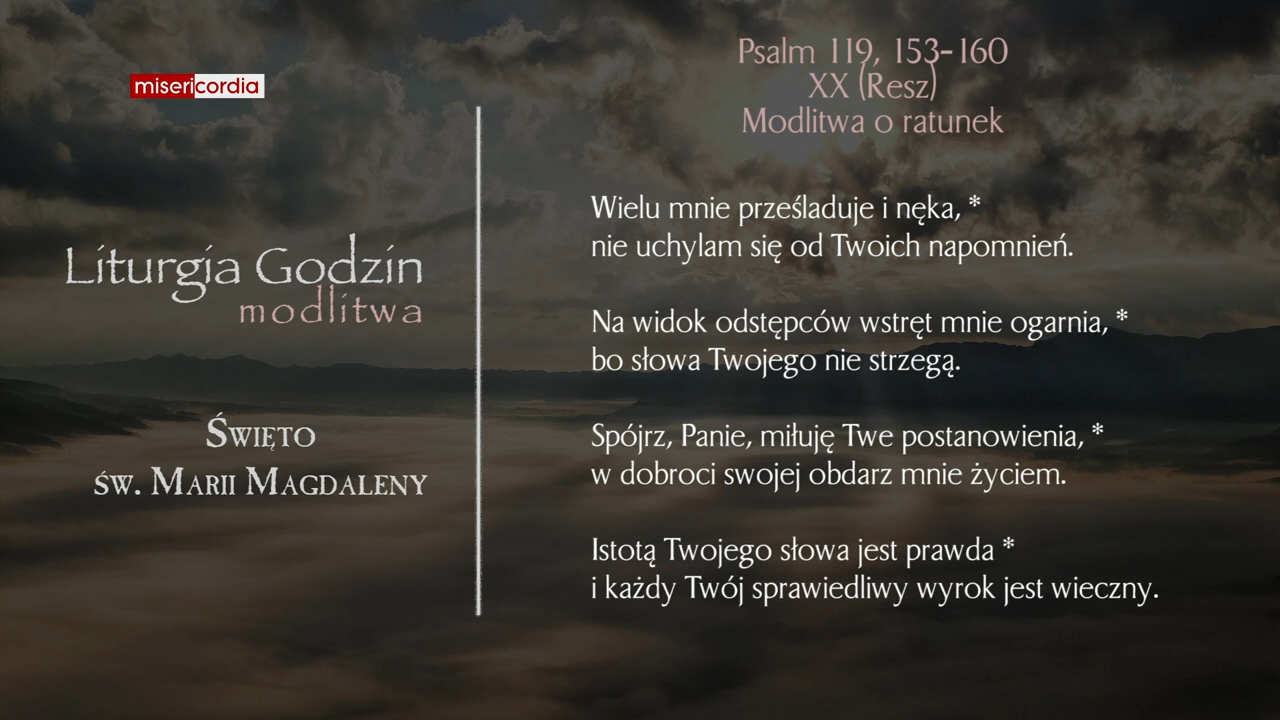 misericordia
Liturgia Godzin
modlitwa
Święto
św. Marii Magdaleny
Psalm 119, 153-160
XX (Resz)
Modlitwa o ratunek
Wielu mnie prześladuje i nęka, *
nie uchylam się od Twoich napomnień.
Na widok odstępców wstręt mnie ogarnia, *
bo słowa Twojego nie strzegą.
Spójrz, Panie, miłuję Twe postanowienia, *
w dobroci swojej obdarz mnie życiem.
Istotą Twojego słowa jest prawda *
i każdy Twój sprawiedliwy wyrok jest wieczny.